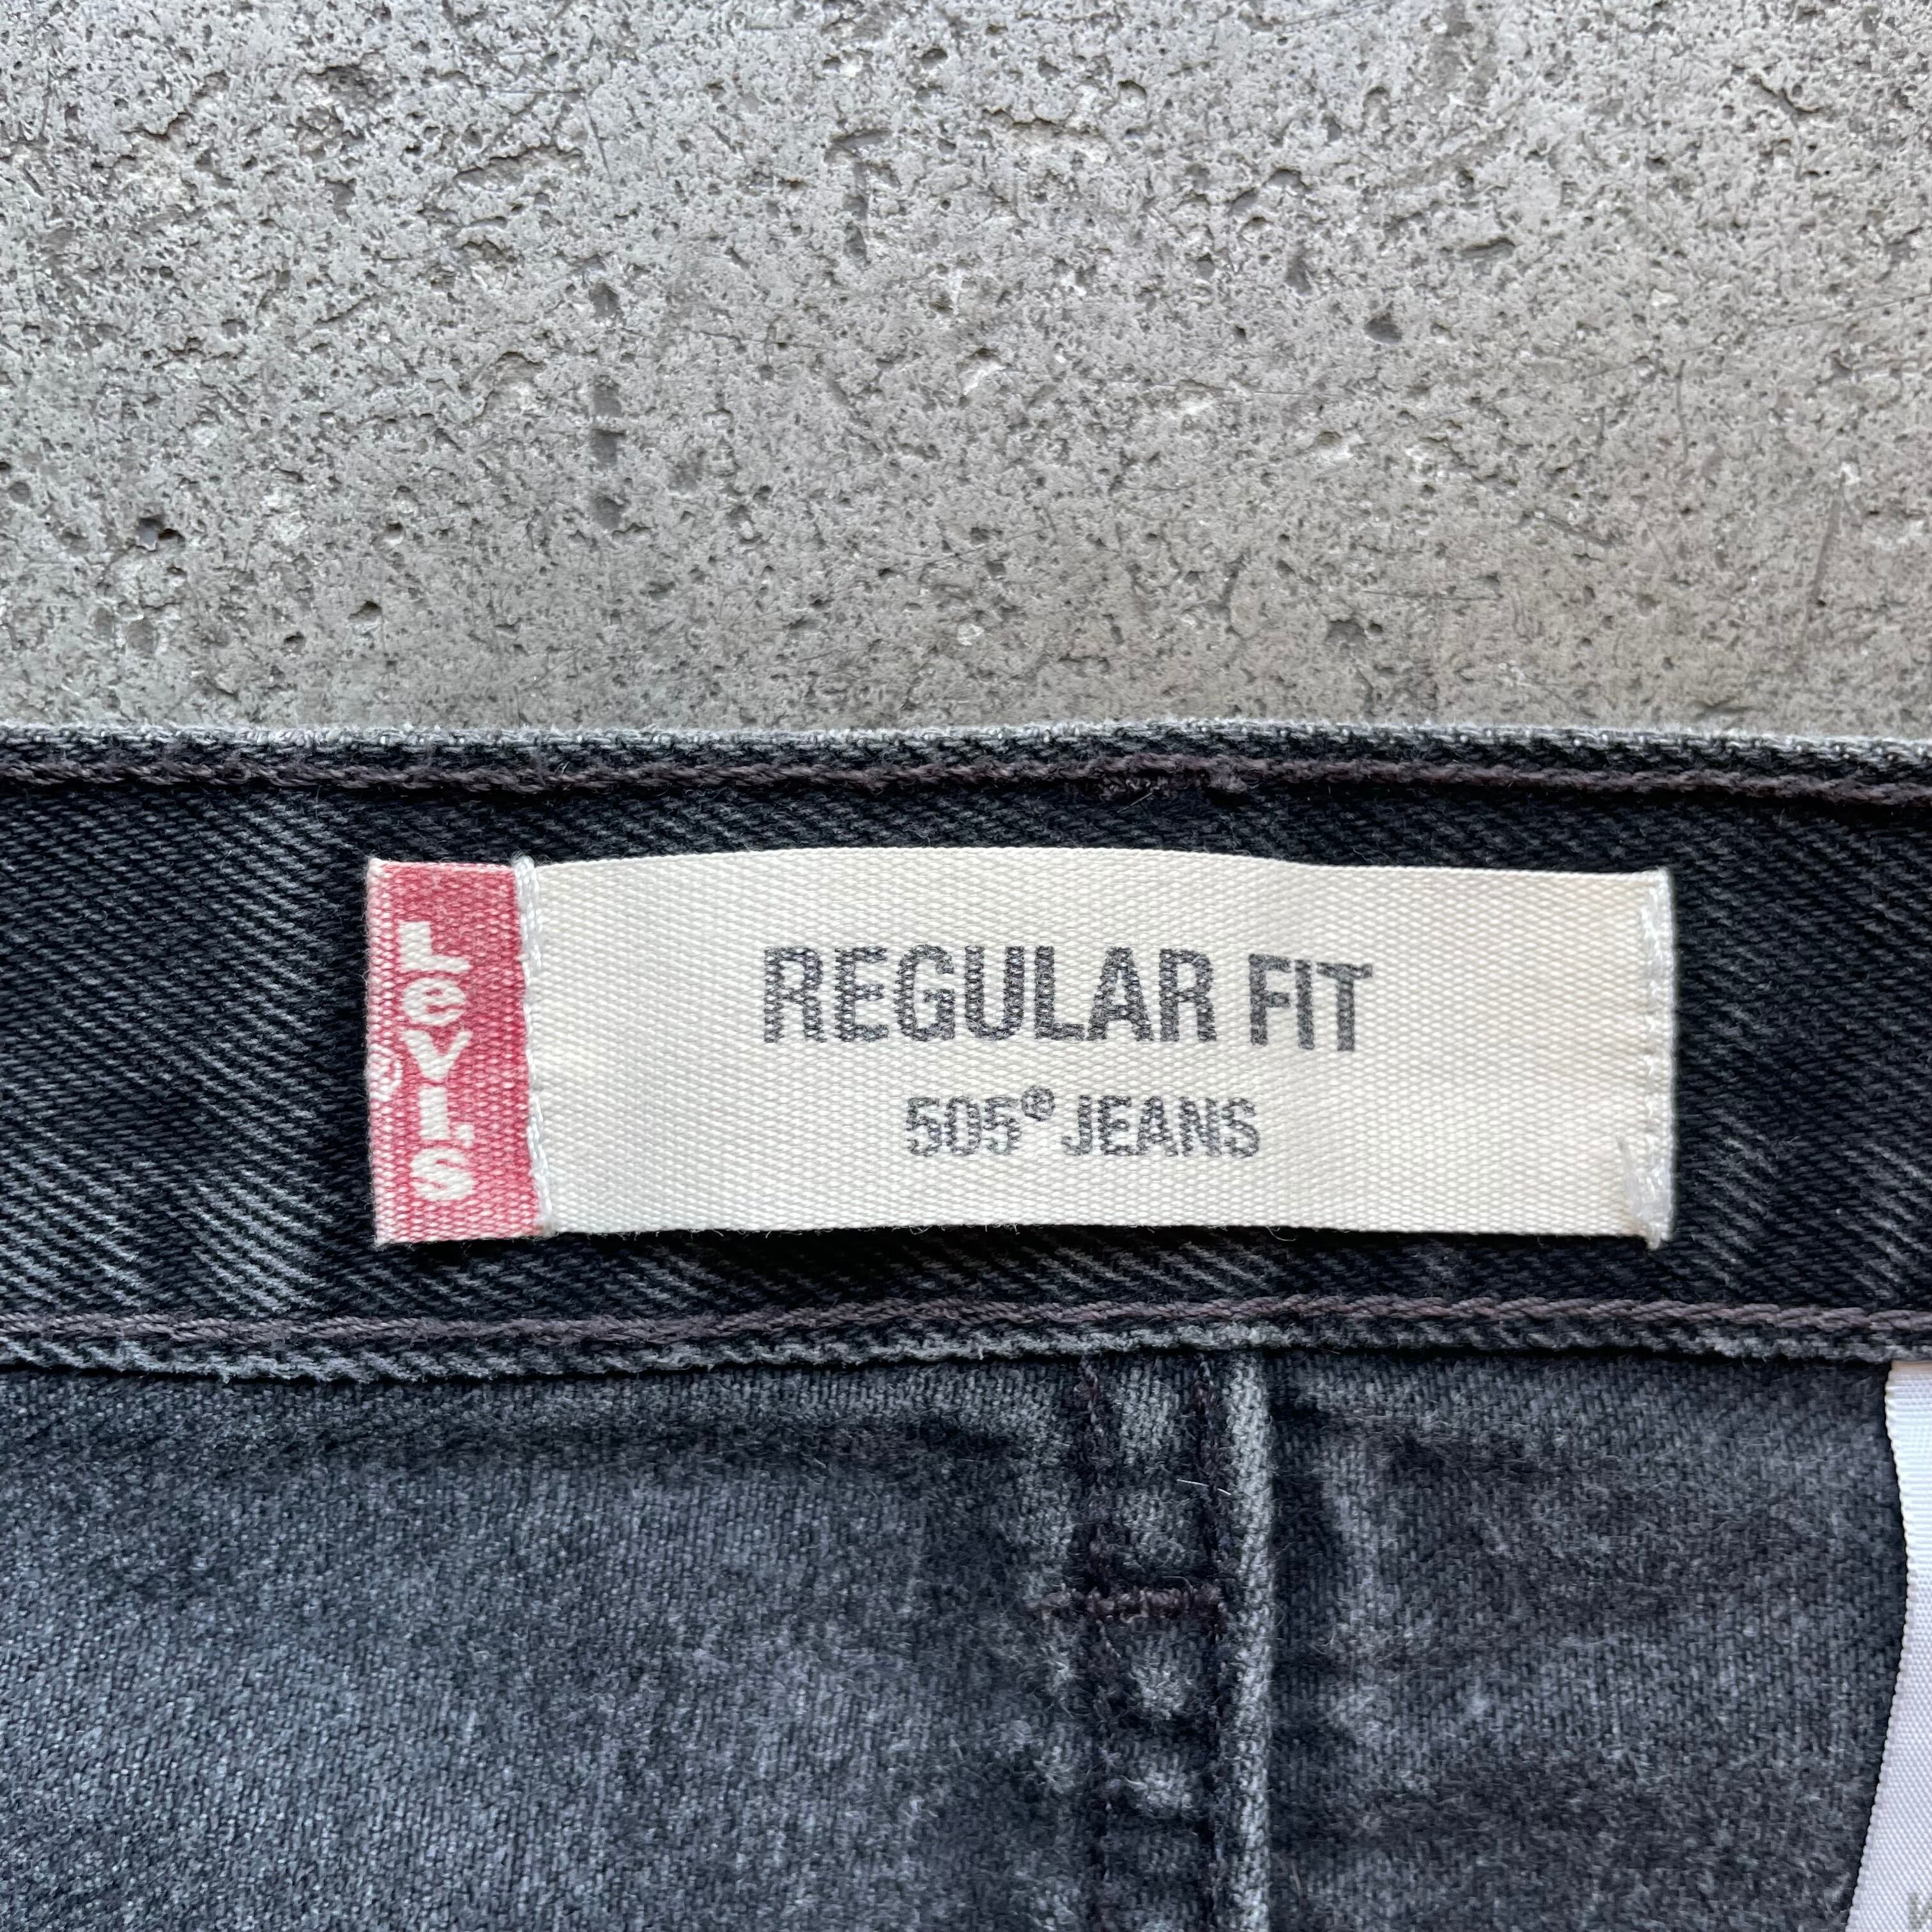 LeVI.S
®
REGULAR FIT
505® JEANS